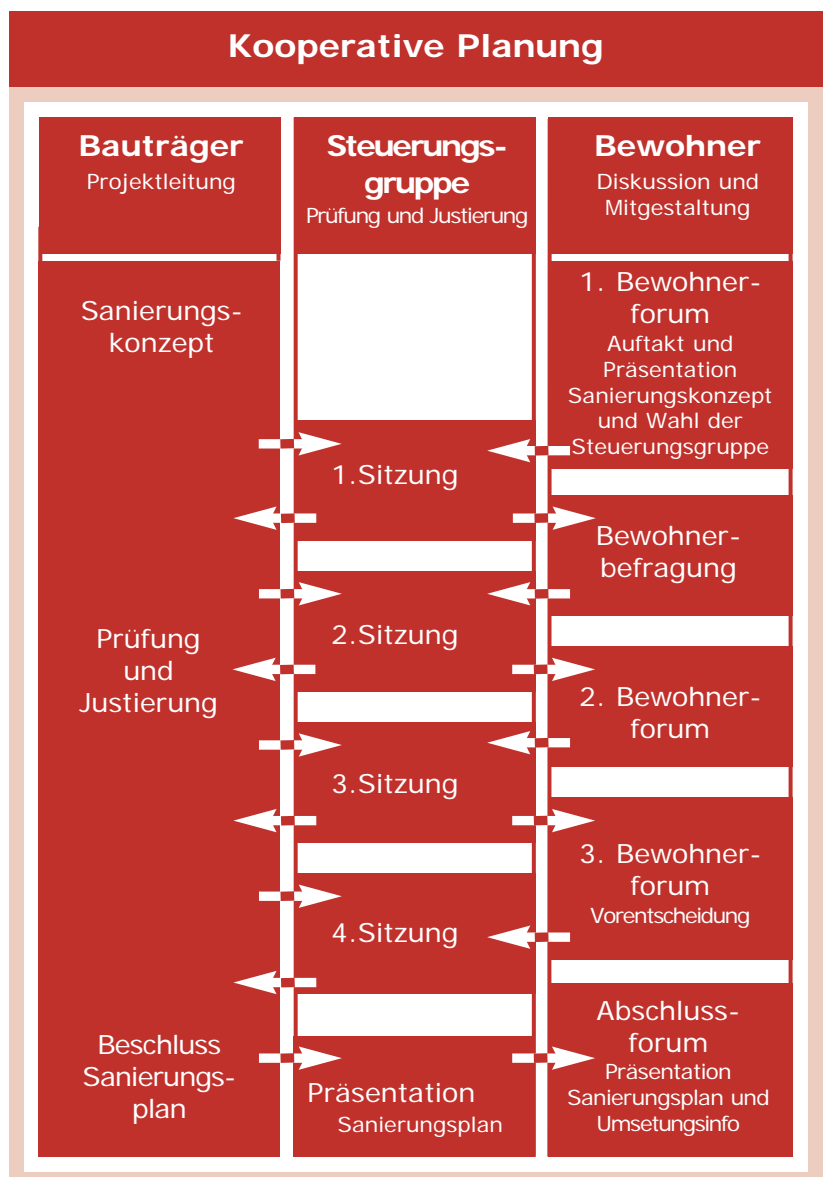 Kooperative Planung
Bauträger
Projektleitung
Sanierungs-
konzept
Prüfung
und
Justierung
Beschluss
Sanierungs-
plan
Steuerungs-
gruppe
Prüfung und Justierung
1.Sitzung
2.Sitzung
3.Sitzung
4.Sitzung
Präsentation
Sanierungsplan
Bewohner
Diskussion und
Mitgestaltung
1. Bewohner-
forum
Auftakt und
Präsentation
Sanierungskonzept
und Wahl der
Steuerungsgruppe
Bewohner-
befragung
2. Bewohner-
forum
3. Bewohner-
forum
Vorentscheidung
Abschluss-
forum
Präsentation
Sanierungsplan und
Umsetungsinfo